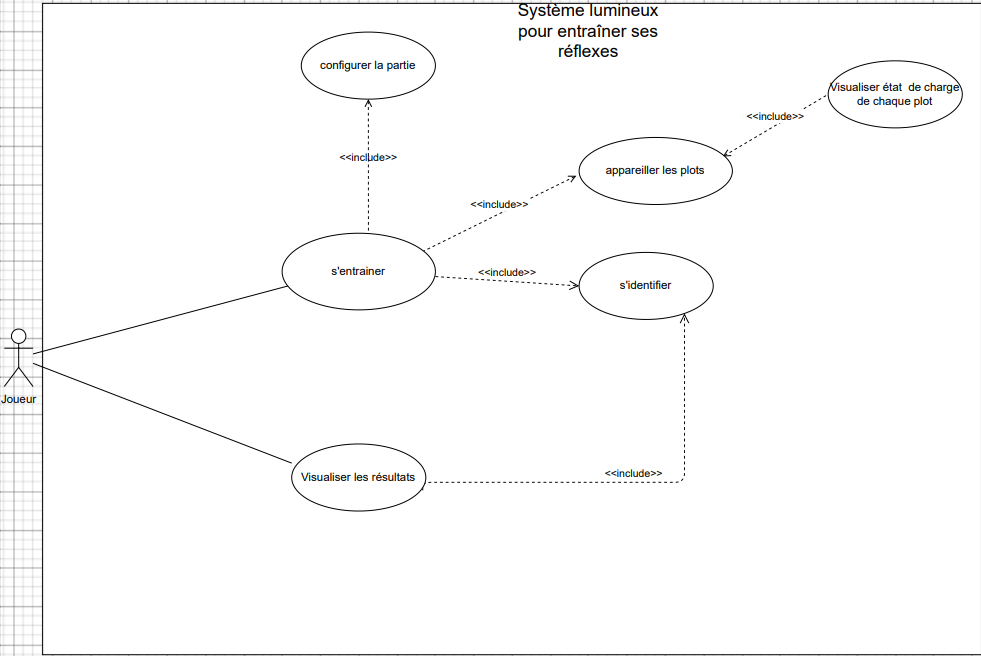 Système lumineux
pour entraîner ses
réflexes
configurer la partie
Visualiser état de charge
de chaque plot
<<include>>
<<include>>
appareiller les plots
<<include>>
s'entrainer
<<include>>
s'identifier
Joueur
Visualiser les résultats
<<include>>